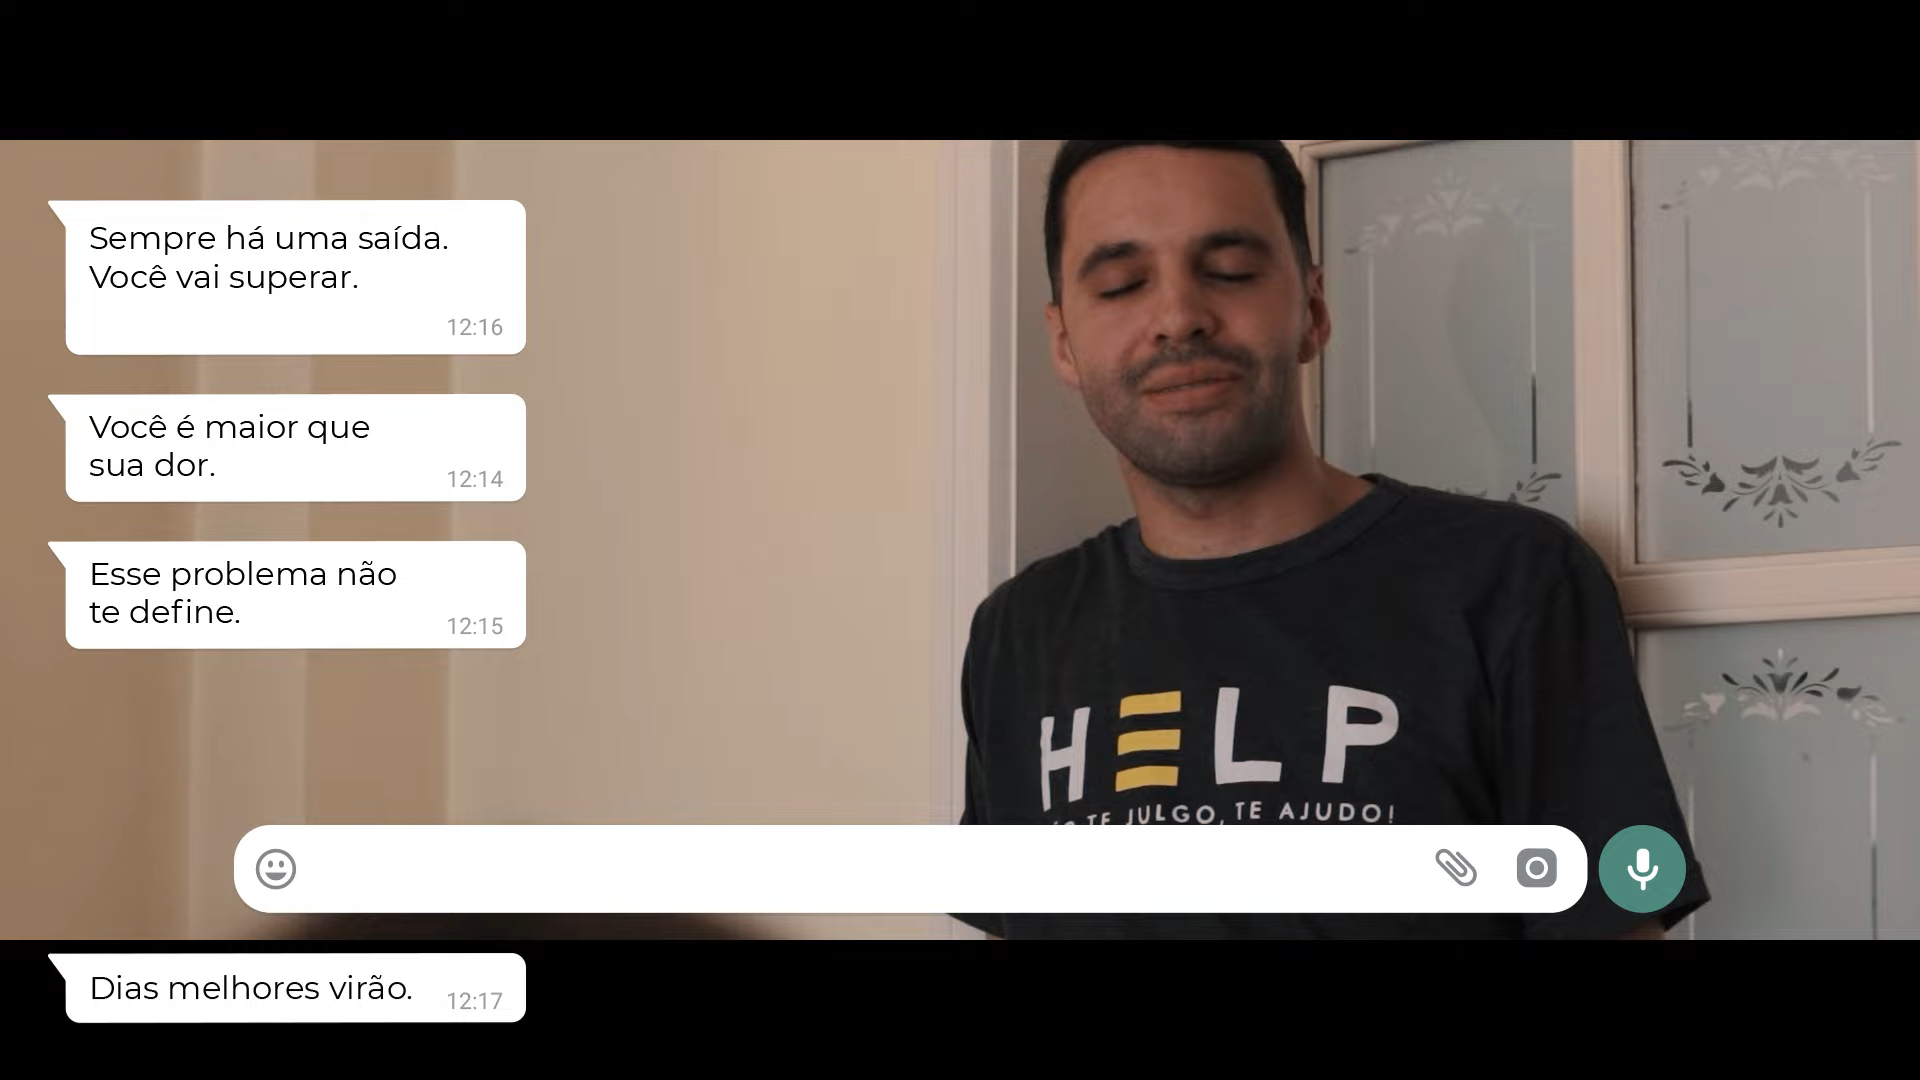 Sempre há uma saída.
Você vai superar.
12:16
Você é maior que
sua dor.
12:14
Esse problema não
te define.
12:15
HELP
TE JULGO, TE AJUDO!
Dias melhores virão.
12:17